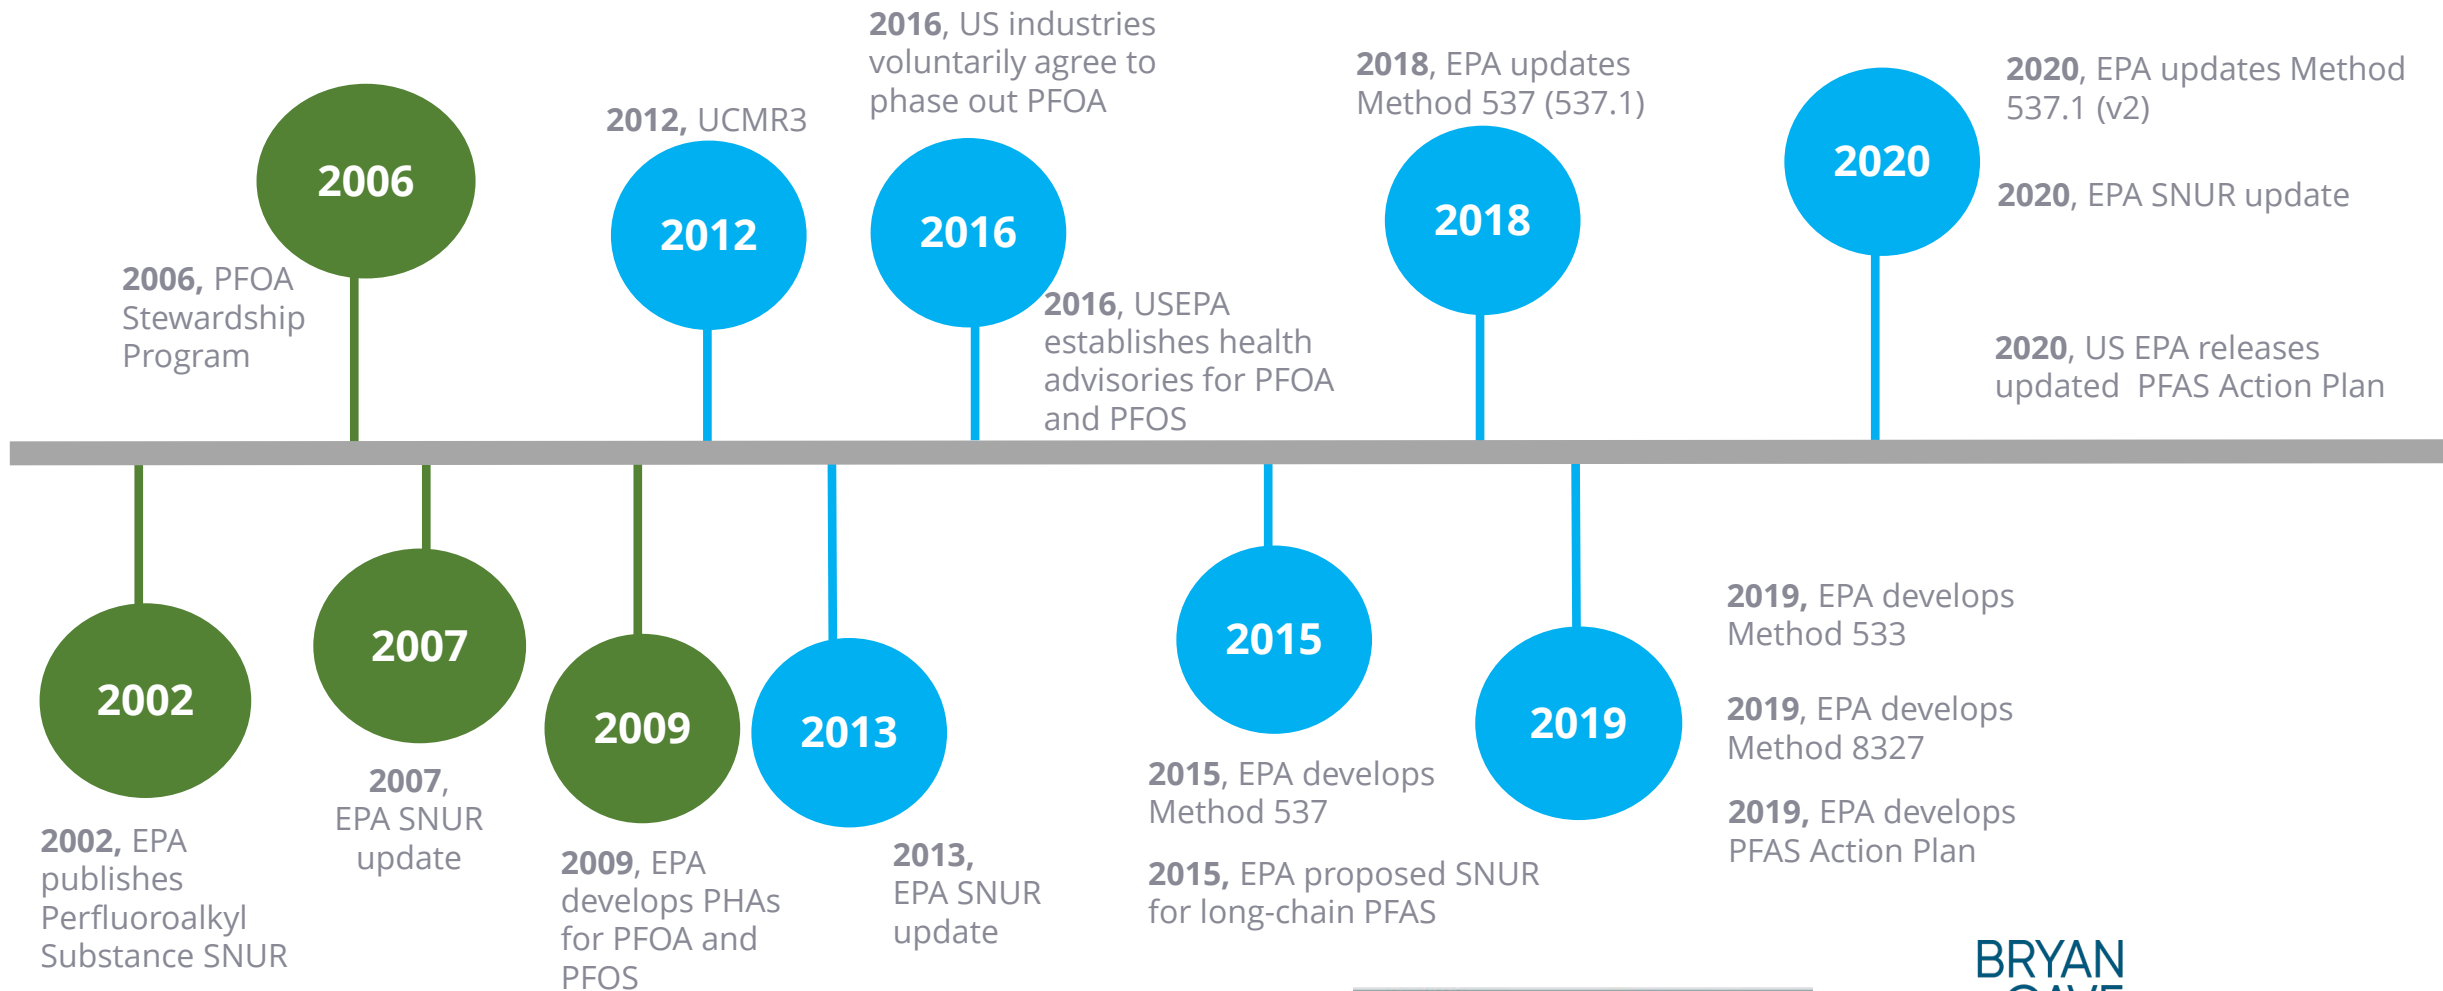 2016, US industries
voluntarily agree to
phase out PFOA
2018, EPA updates
Method 537 (537.1)
2020, EPA updates Method
537.1 (v2)
2012, UCMR3
2006
2012
2016
2018
2020
2020, EPA SNUR update
2006, PFOA
Stewardship
Program
2016, USEPA
establishes health
advisories for PFOA
and PFOS
2020, US EPA releases
updated  PFAS Action Plan
2002
2007
2009
2013
2015
2019
2019, EPA develops
Method 533
2019, EPA develops
Method 8327
2019, EPA develops
PFAS Action Plan
2002, EPA
publishes
Perfluoroalkyl
Substance SNUR
2007,
EPA SNUR
update
2009, EPA
develops PHAs
for PFOA and
PFOS
2013,
EPA SNUR
update
2015, EPA develops
Method 537
2015, EPA proposed SNUR
for long-chain PFAS
BRYAN